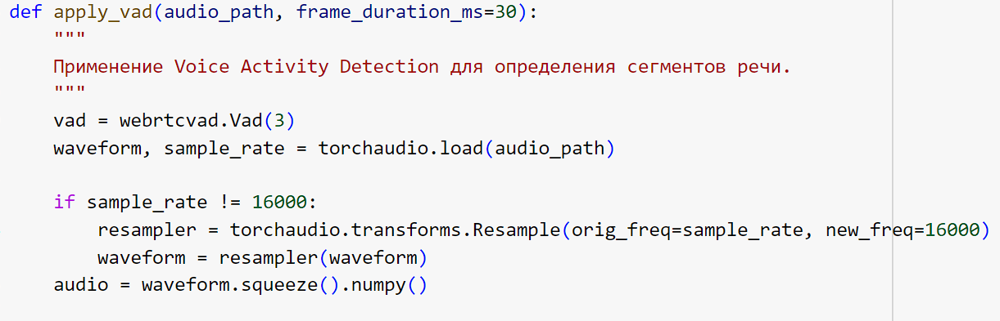 def apply_vad(audio_path, frame_duration_ms=30):
    """
    Применение Voice Activity Detection для определения сегментов речи.
    """
    vad = webrtcvad.Vad(3)
    waveform, sample_rate = torchaudio.load(audio_path)

    if sample_rate != 16000:
        resampler = torchaudio.transforms.Resample(orig_freq=sample_rate, new_freq=16000)
        waveform = resampler(waveform)
    audio = waveform.squeeze().numpy()